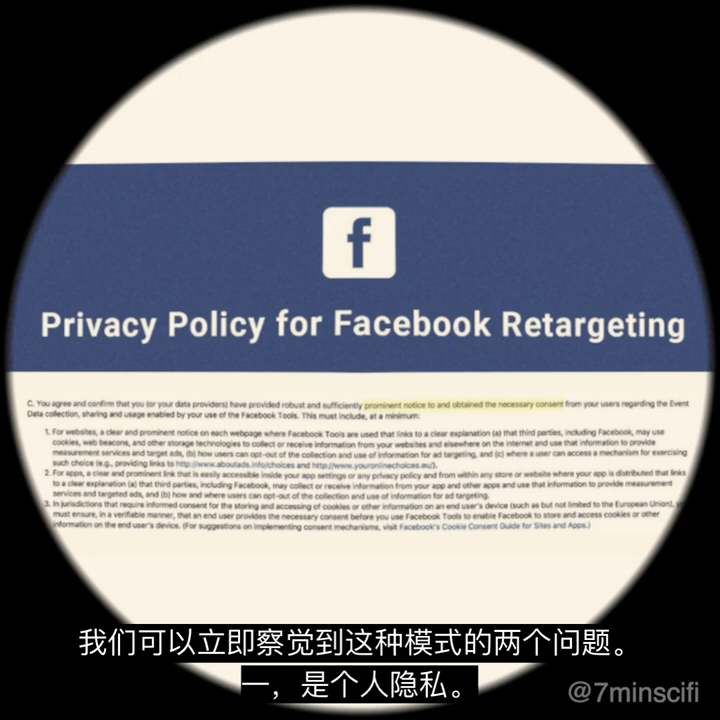 f
Privacy Policy for Facebook Retargeting
C. You agree and confirm that you (or your data providers) have provided robust and sufficiently prominent notice to and obtained the necessary consent from your users regarding the Event
Data collection, sharing and usage enabled by your use of the Facebook Tools. This must include, at a minimum:
1. For websites, a clear and prominent notice on each webpage where Facebook Tools are used that links to a clear explanation (a) that third parties, including Facebook, may use
cookies, web beacons, and other storage technologies to collect or receive information from your websites and elsewhere on the internet and use that information to provide
measurement services and target ads, (b) how users can opt-out of the collection and use of information for ad targeting, and (c) where a user can access a mechanism for exercising
such choice (e.g., providing links to http://www.aboutads.info/choices and http://www.youronlinechoices.eu/).
2. For apps, a clear and prominent link that is easily accessible inside your app settings or any privacy policy and from within any store or website where your app is distributed that links
to a clear explanation (a) that third parties, including Facebook, may collect or receive information from your app and other apps and use that information to provide measurement
services and targeted ads, and (b) how and where users can opt-out of the collection and use of information for ad targeting.
3. In jurisdictions that require informed consent for the storing and accessing of cookies or other information on an end user's device (such as but not limited to the European Union),
must ensure, in a verifiable manner, that an end user provides the necessary consent before you use Facebook Tools to enable Facebook to store and access cookies or other
information on the end user's device. (For suggestions on implementing consent mechanisms, visit Facebook's Cookie Consent Guide for Sites and Apps.)
我们可以立即察觉到这种模式的两个问题。
一，是个人隐私。
@7minscifi